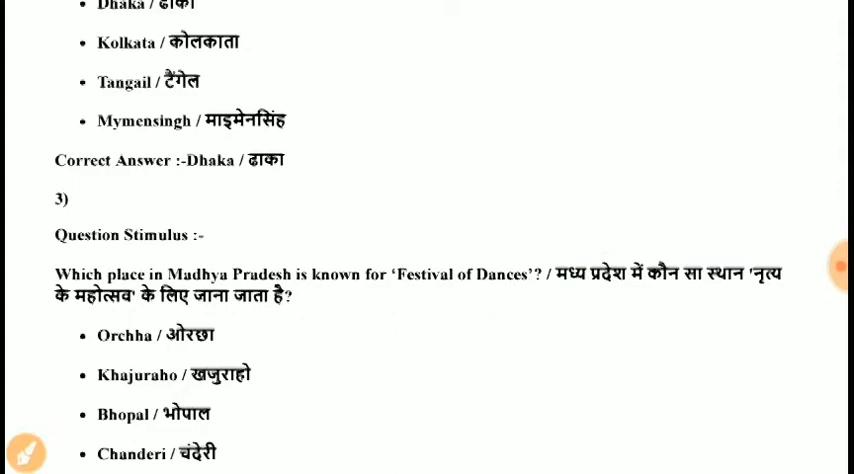 • Dhaka / ढाका
• Kolkata / कोलकाता
• Tangail / टैंगेल
• Mymensingh / माइमेनसिंह
Correct Answer :-Dhaka / ढाका
3)
Question Stimulus :-
Which place in Madhya Pradesh is known for ‘Festival of Dances’? / मध्य प्रदेश में कौन सा स्थान 'नृत्य
के महोत्सव' के लिए जाना जाता है?
• Orchha / ओरछा
• Khajuraho / खजुराहो
• Bhopal / भोपाल
• Chanderi / चंदेरी